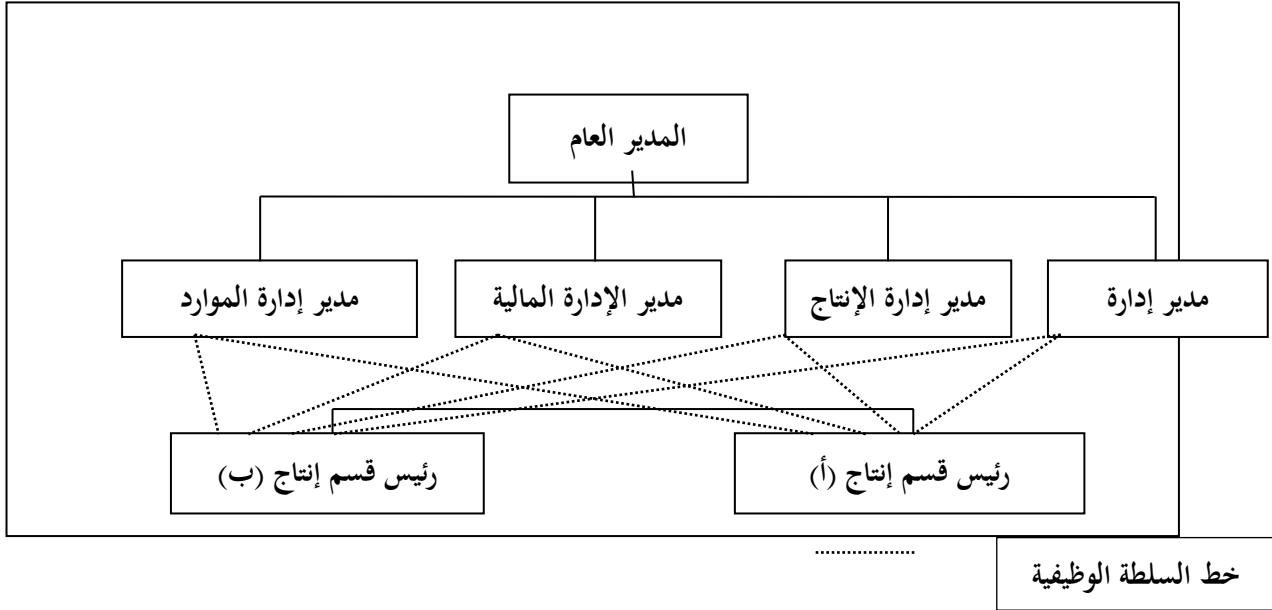 المدير العام
مدير إدارة
مدير إدارة الإنتاج
مدير الإدارة المالية
مدير إدارة الموارد
رئيس قسم إنتاج (أ)
رئيس قسم إنتاج (ب)
خط السلطة الوظيفية